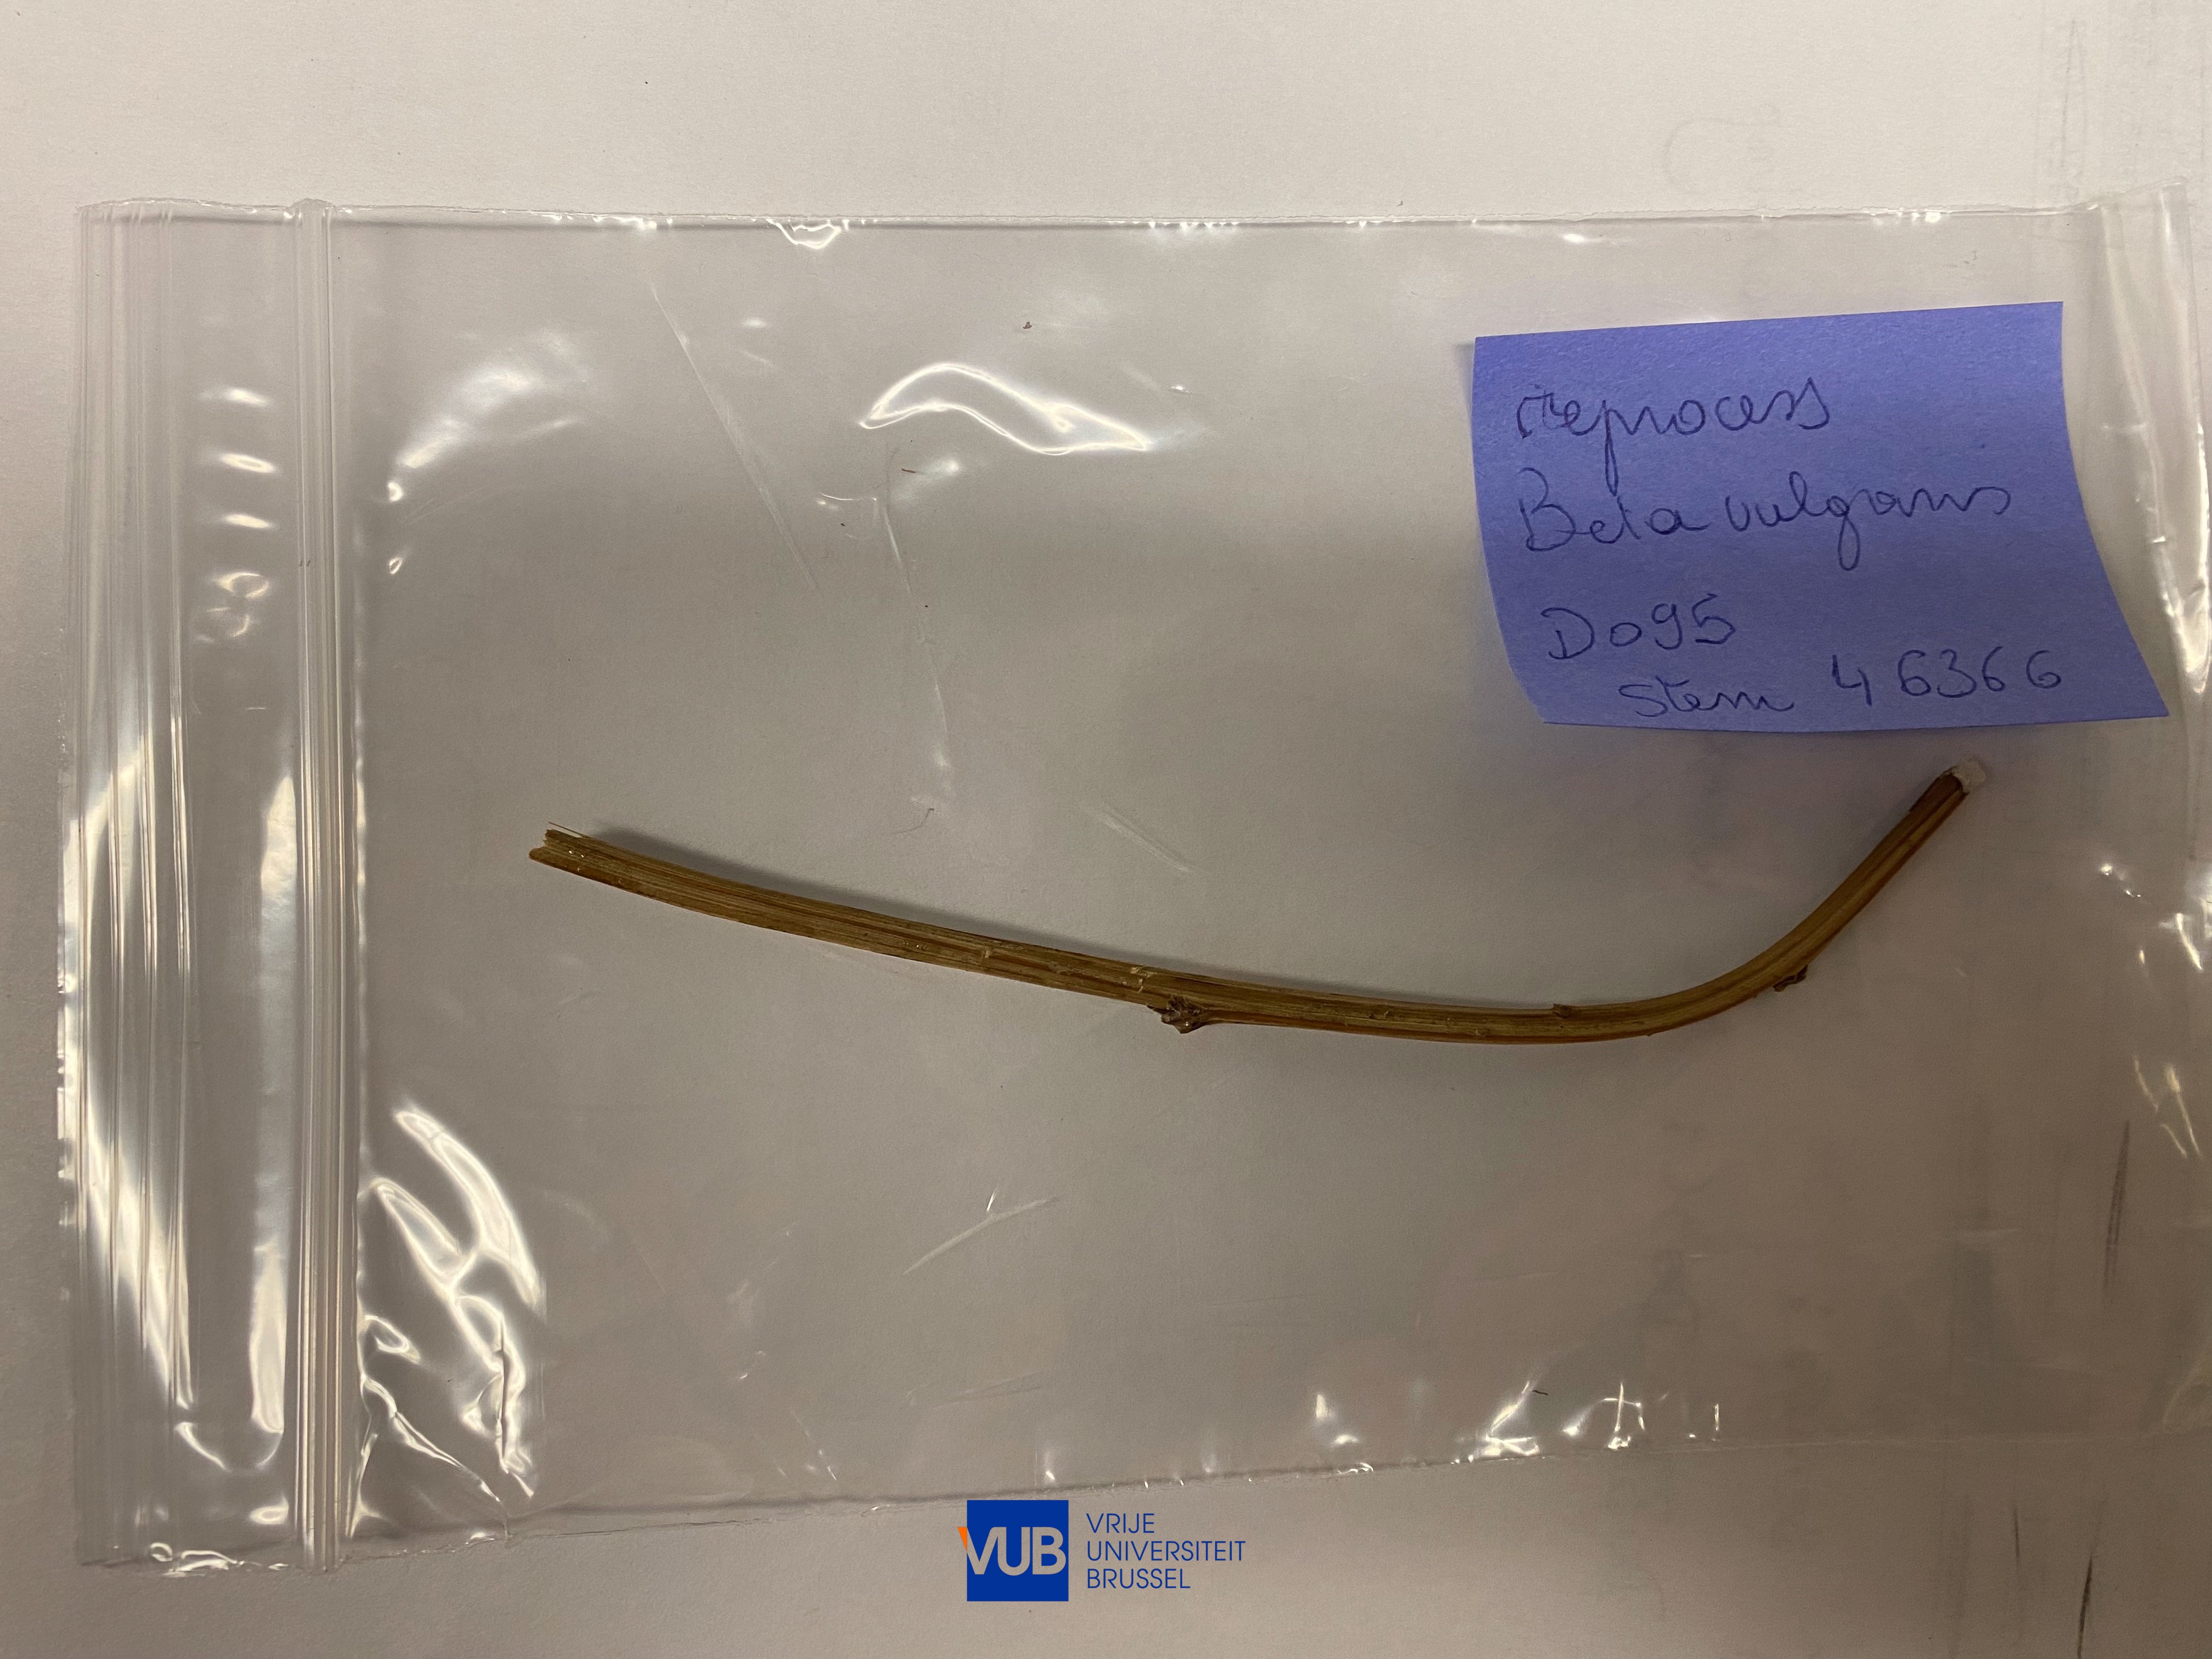 reprocess
Beta vulgaris
D095
Stem 46366
VUB
VRIJE
UNIVERSITEIT
BRUSSEL